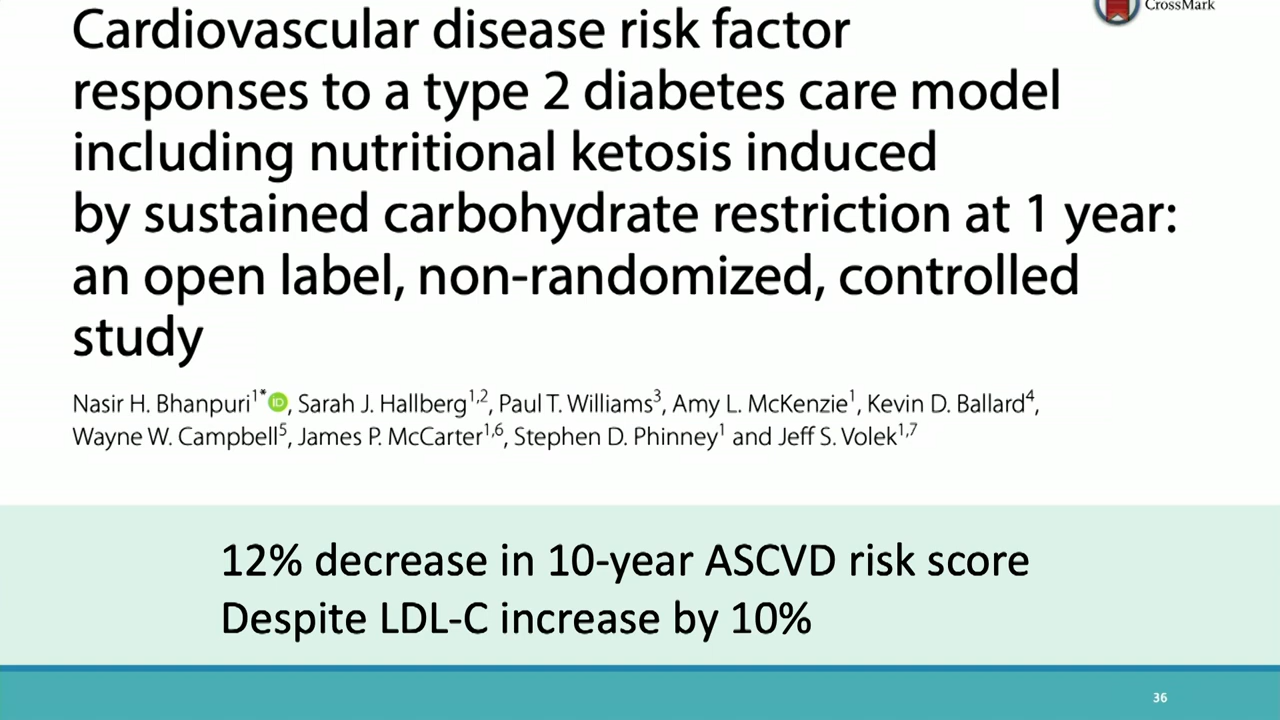 CrossMark
Cardiovascular disease risk factor
responses to a type 2 diabetes care model
including nutritional ketosis induced
by sustained carbohydrate restriction at 1 year:
an open label, non-randomized, controlled
study
Nasir H. Bhanpuri1* iD, Sarah J. Hallberg1,2, Paul T. Williams3, Amy L. McKenzie1, Kevin D. Ballard4,
Wayne W. Campbell5, James P. McCarter1,6, Stephen D. Phinney1 and Jeff S. Volek1,7
12% decrease in 10-year ASCVD risk score
Despite LDL-C increase by 10%
36